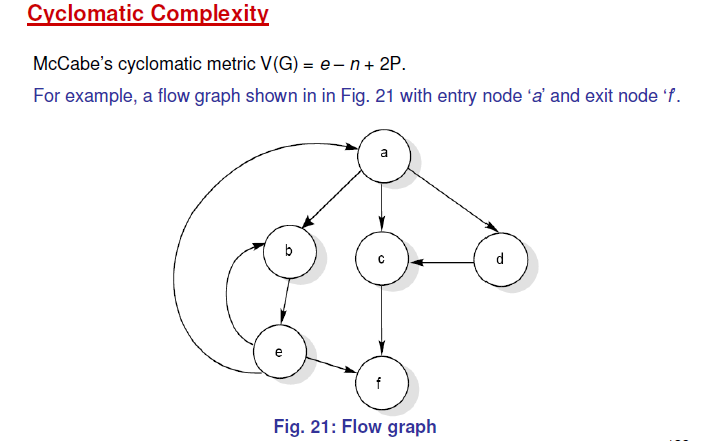 Cyclomatic Complexity
McCabe's cyclomatic metric V(G) = e – n + 2P.
For example, a flow graph shown in in Fig. 21 with entry node ‘a’ and exit node ‘f’.
a
b
c
d
e
f
Fig. 21: Flow graph